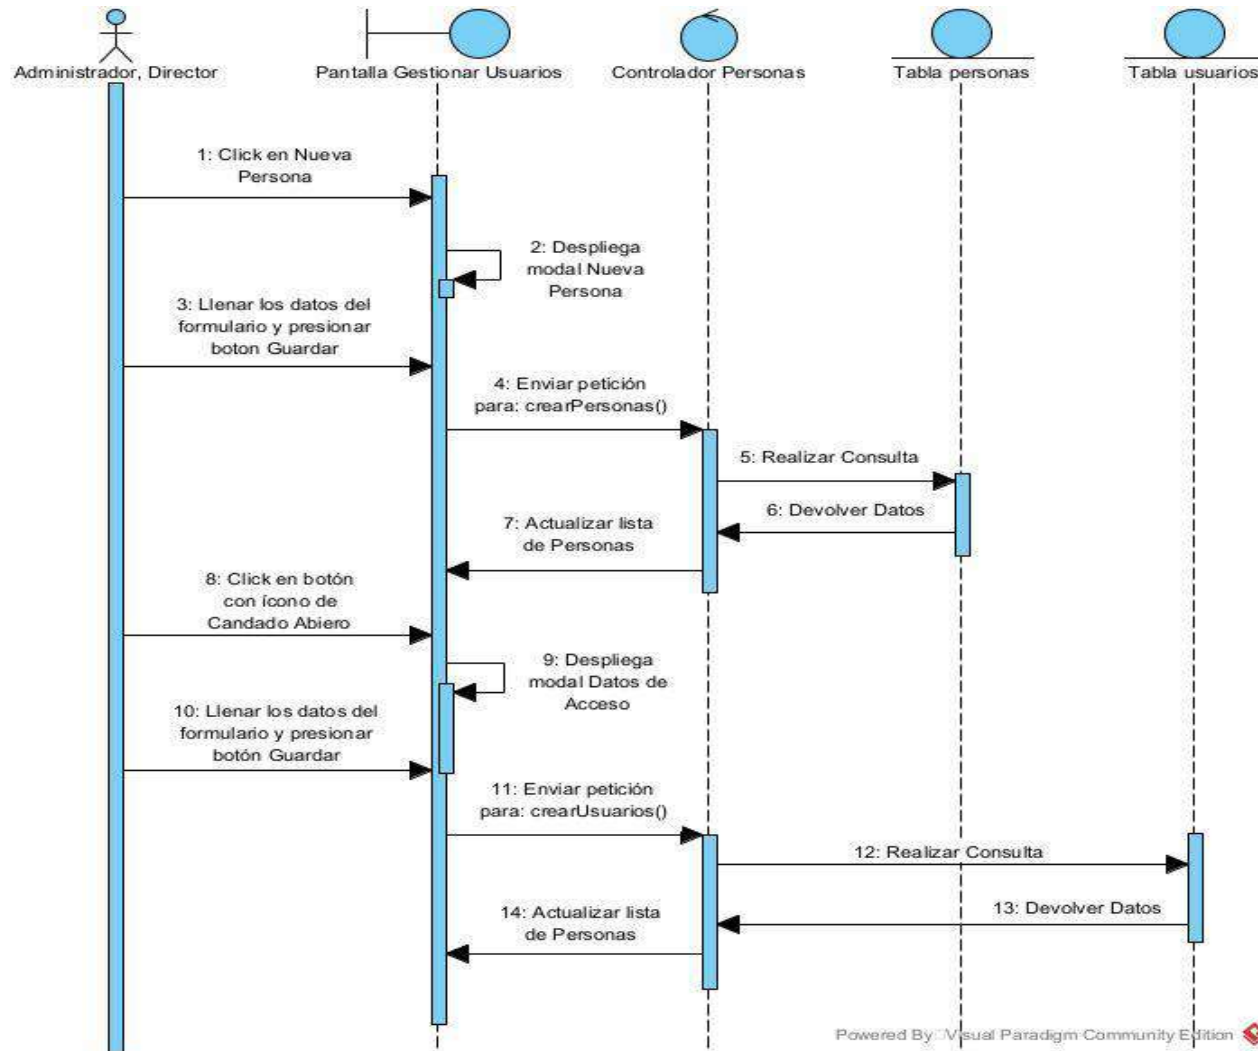 Administrador, Director
Pantalla Gestionar Usuarios
Controlador Personas
Tabla personas
Tabla usuarios
1: Click en Nueva
Persona
2: Despliega
modal Nueva
Persona
3: Llenar los datos del
formulario y presionar
boton Guardar
4: Enviar petición
para: crearPersonas()
5: Realizar Consulta
6: Devolver Datos
7: Actualizar lista
de Personas
8: Click en botón
con ícono de
Candado Abiero
9: Despliega
modal Datos de
Acceso
10: Llenar los datos del
formulario y presionar
botón Guardar
11: Enviar petición
para: crearUsuarios()
12: Realizar Consulta
13: Devolver Datos
14: Actualizar lista
de Personas
Powered By Visual Paradigm Community Edition